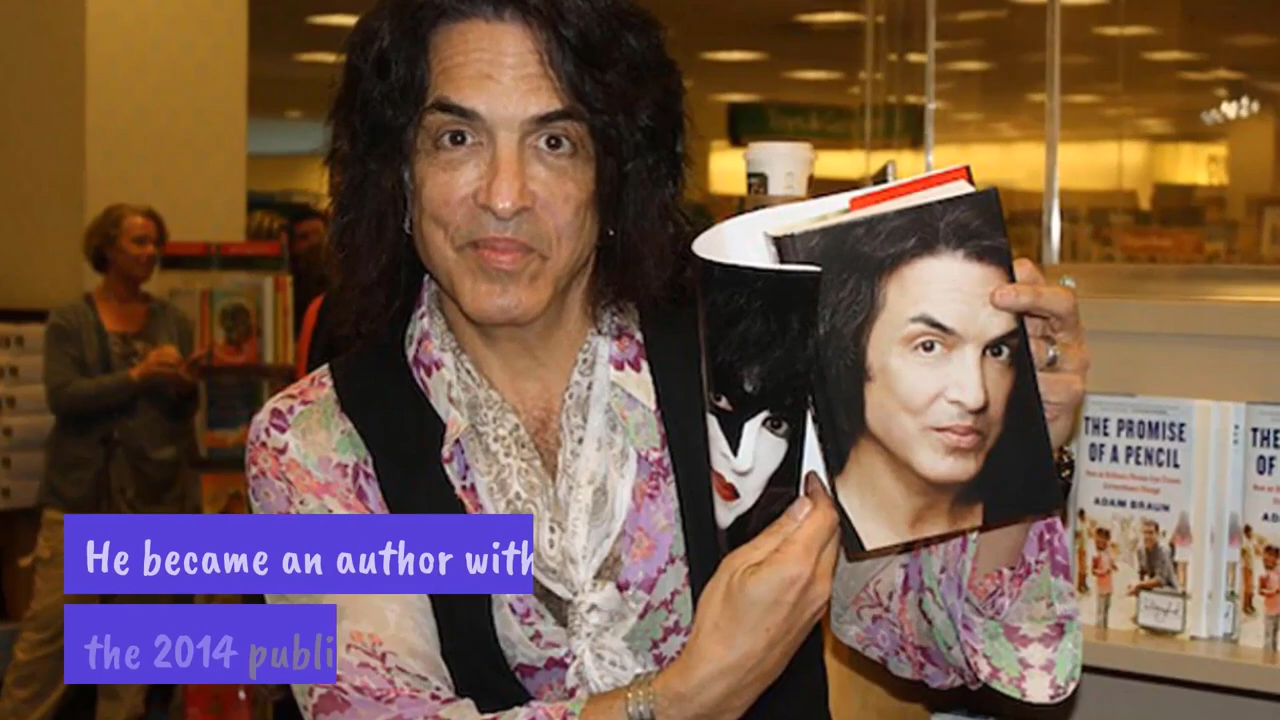 He became an author with
the 2014 publi
THE PROMISE
OF A PENCIL
ADAM BRAUN
THE
OF